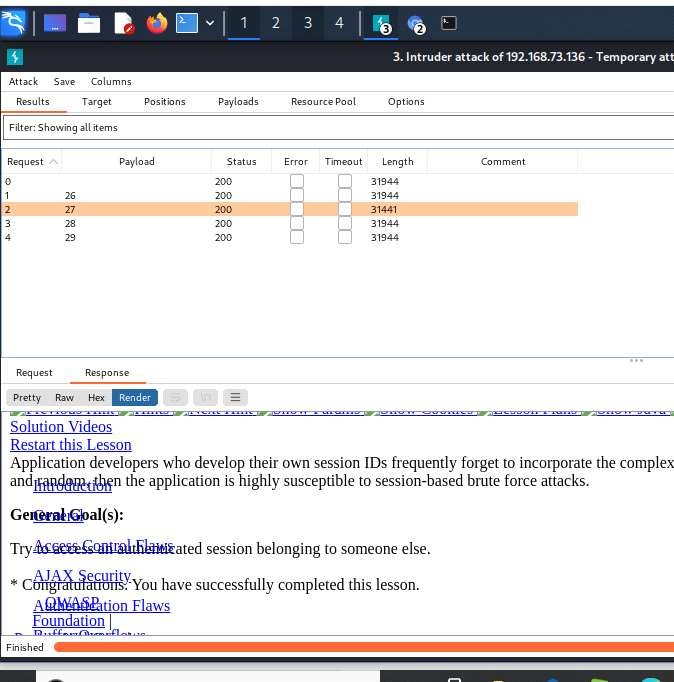 1 2 3 4 3 2
3. Intruder attack of 192.168.73.136 - Temporary att
Attack Save Columns
Results Target Positions Payloads Resource Pool Options
Filter: Showing all items
Request Payload Status Error Timeout Length Comment
0 200 31944
1 26 200 31944
2 27 200 31441
3 28 200 31944
4 29 200 31944
Request Response
Pretty Raw Hex Render \n
Previous Hint Hints Next Hint Show Params Show Cookies Lesson Plans Show Java
Solution Videos
Restart this Lesson
Application developers who develop their own session IDs frequently forget to incorporate the complex
and random, then the application is highly susceptible to session-based brute force attacks.
Introduction
General Goal(s):
General
Try to access an authenticated session belonging to someone else.
Access Control Flaws
AJAX Security
* Congratulations. You have successfully completed this lesson.
OWASP
Authentication Flaws
Foundation |
Buffer Overflows
Finished